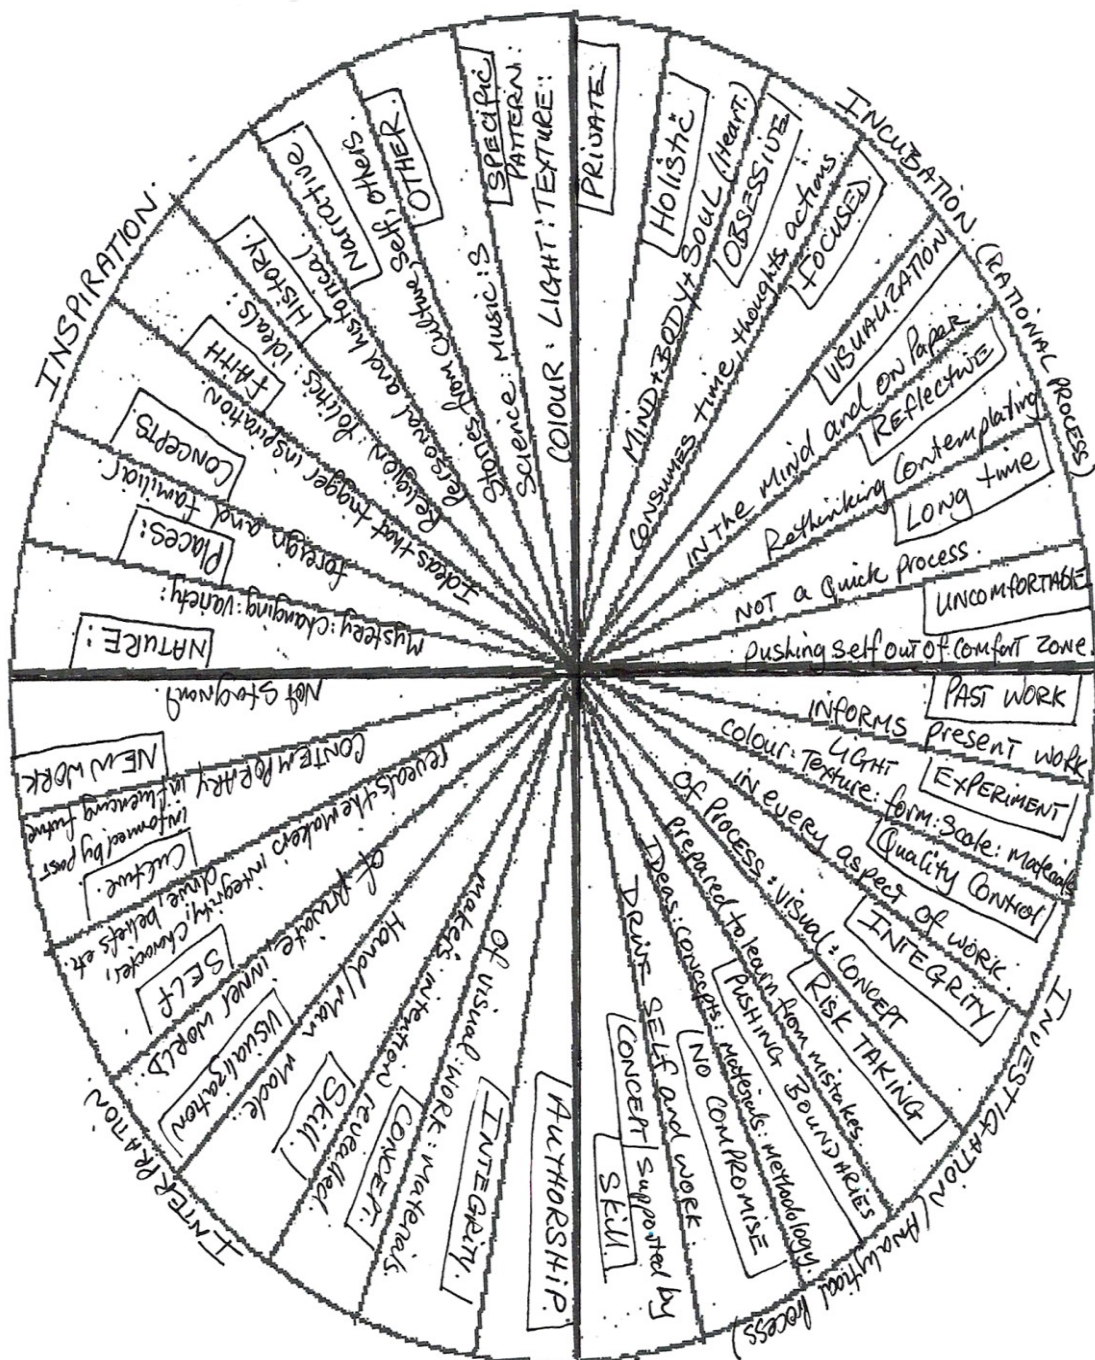 INSPIRATION.
SPECIFIC
PATTERN:
COLOUR: LIGHT: TEXTURE:
OTHER.
Science: Music: S
Narrative.
Stories from Culture, Self, Others.
HISTORY.
Personal and historical
FAITH
Religion: Politics: Ideals:
CONCEPTS
Ideas that trigger inspiration.
Places:
foreign and familiar
NATURE:
Mystery: Changing: Variety:
INCUBATION (RATIONAL PROCESS)
PRIVATE
Holistic
MIND + BODY + SOUL (Heart)
OBSESSIVE
Consumes time, thoughts, actions.
FOCUSED.
VISUALIZATION
IN THE MIND and ON Paper
REFLECTIVE
Rethinking Contemplating
Long time
NOT a Quick Process.
UNCOMFORTABLE
pushing self out of comfort zone.
INVESTIGATION (Analytical Process)
PAST WORK
INFORMS present work
EXPERIMENT
LIGHT
Colour: Texture: form: Scale: Materials
Quality Control
in every aspect of work.
INTEGRITY
Of Process: Visual: CONCEPT
RISK TAKING
prepared to learn from mistakes.
PUSHING BOUNDARIES
IDeas: concepts: Materials: Methodology.
NO COMPROMISE
DRIVE SELF and WORK.
CONCEPT supported by
Skill.
AUTHORSHIP.
INTEGRITY.
Of visual: WORK: Materials.
CONCEPT.
Makers intention revealed.
Skill.
Hand/Man Made
Visualization
Of private, inner WORLD.
SELF
reveals the Makers integrity, Character,
drive, beliefs etc.
Culture.
CONTEMPORARY influencing future
informed by past
NEW WORK
Not Stagnant.
INTERPRATION